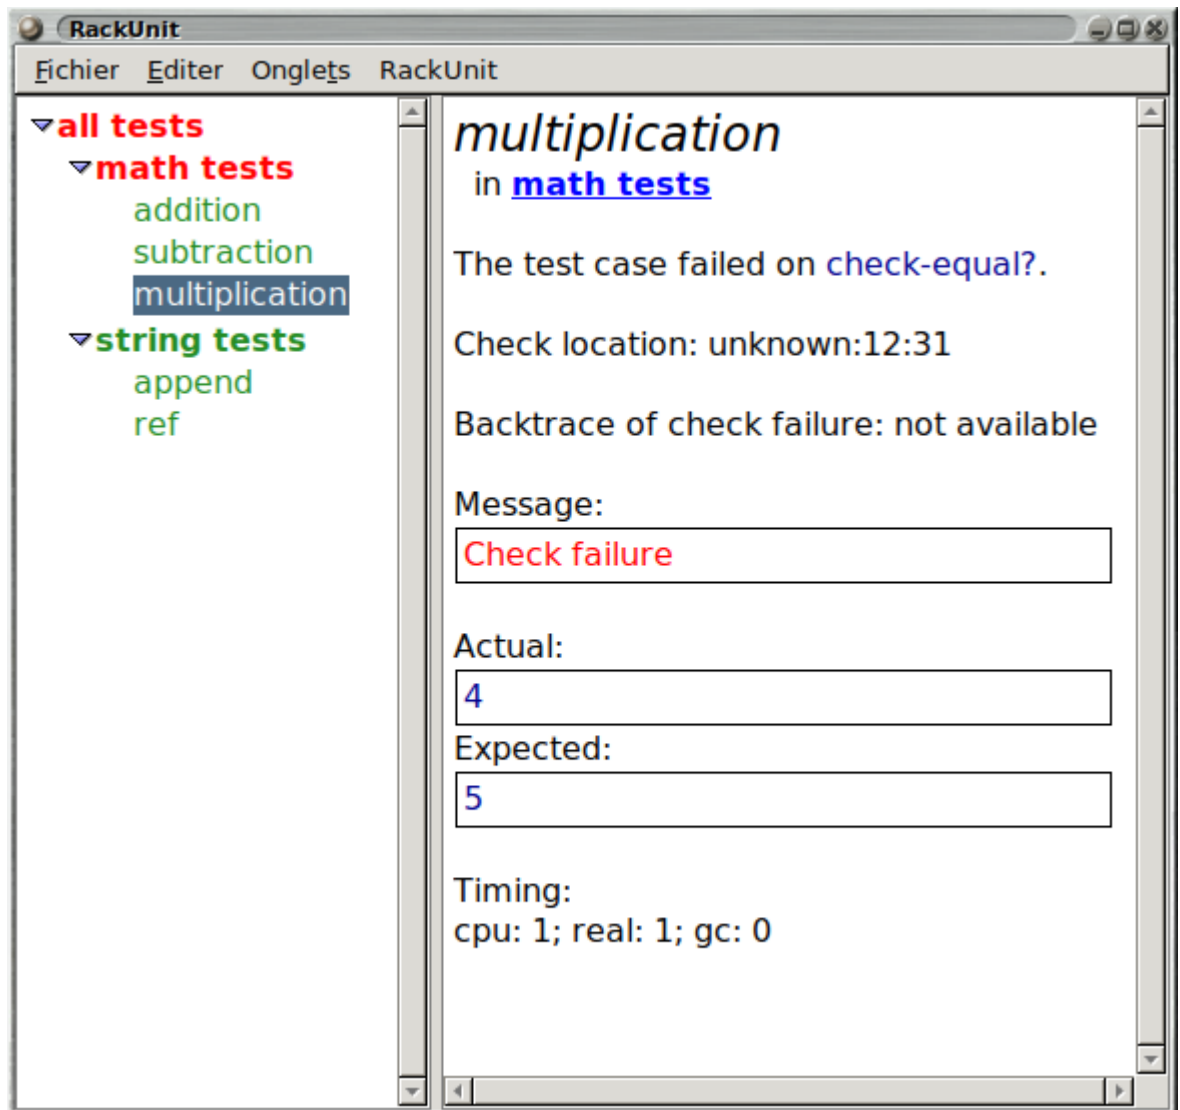 RackUnit
Fichier Editer Onglets RackUnit
all tests
math tests
addition
subtraction
multiplication
string tests
append
ref
multiplication
in math tests
The test case failed on check-equal?.
Check location: unknown:12:31
Backtrace of check failure: not available
Message:
Check failure
Actual:
4
Expected:
5
Timing:
cpu: 1; real: 1; gc: 0